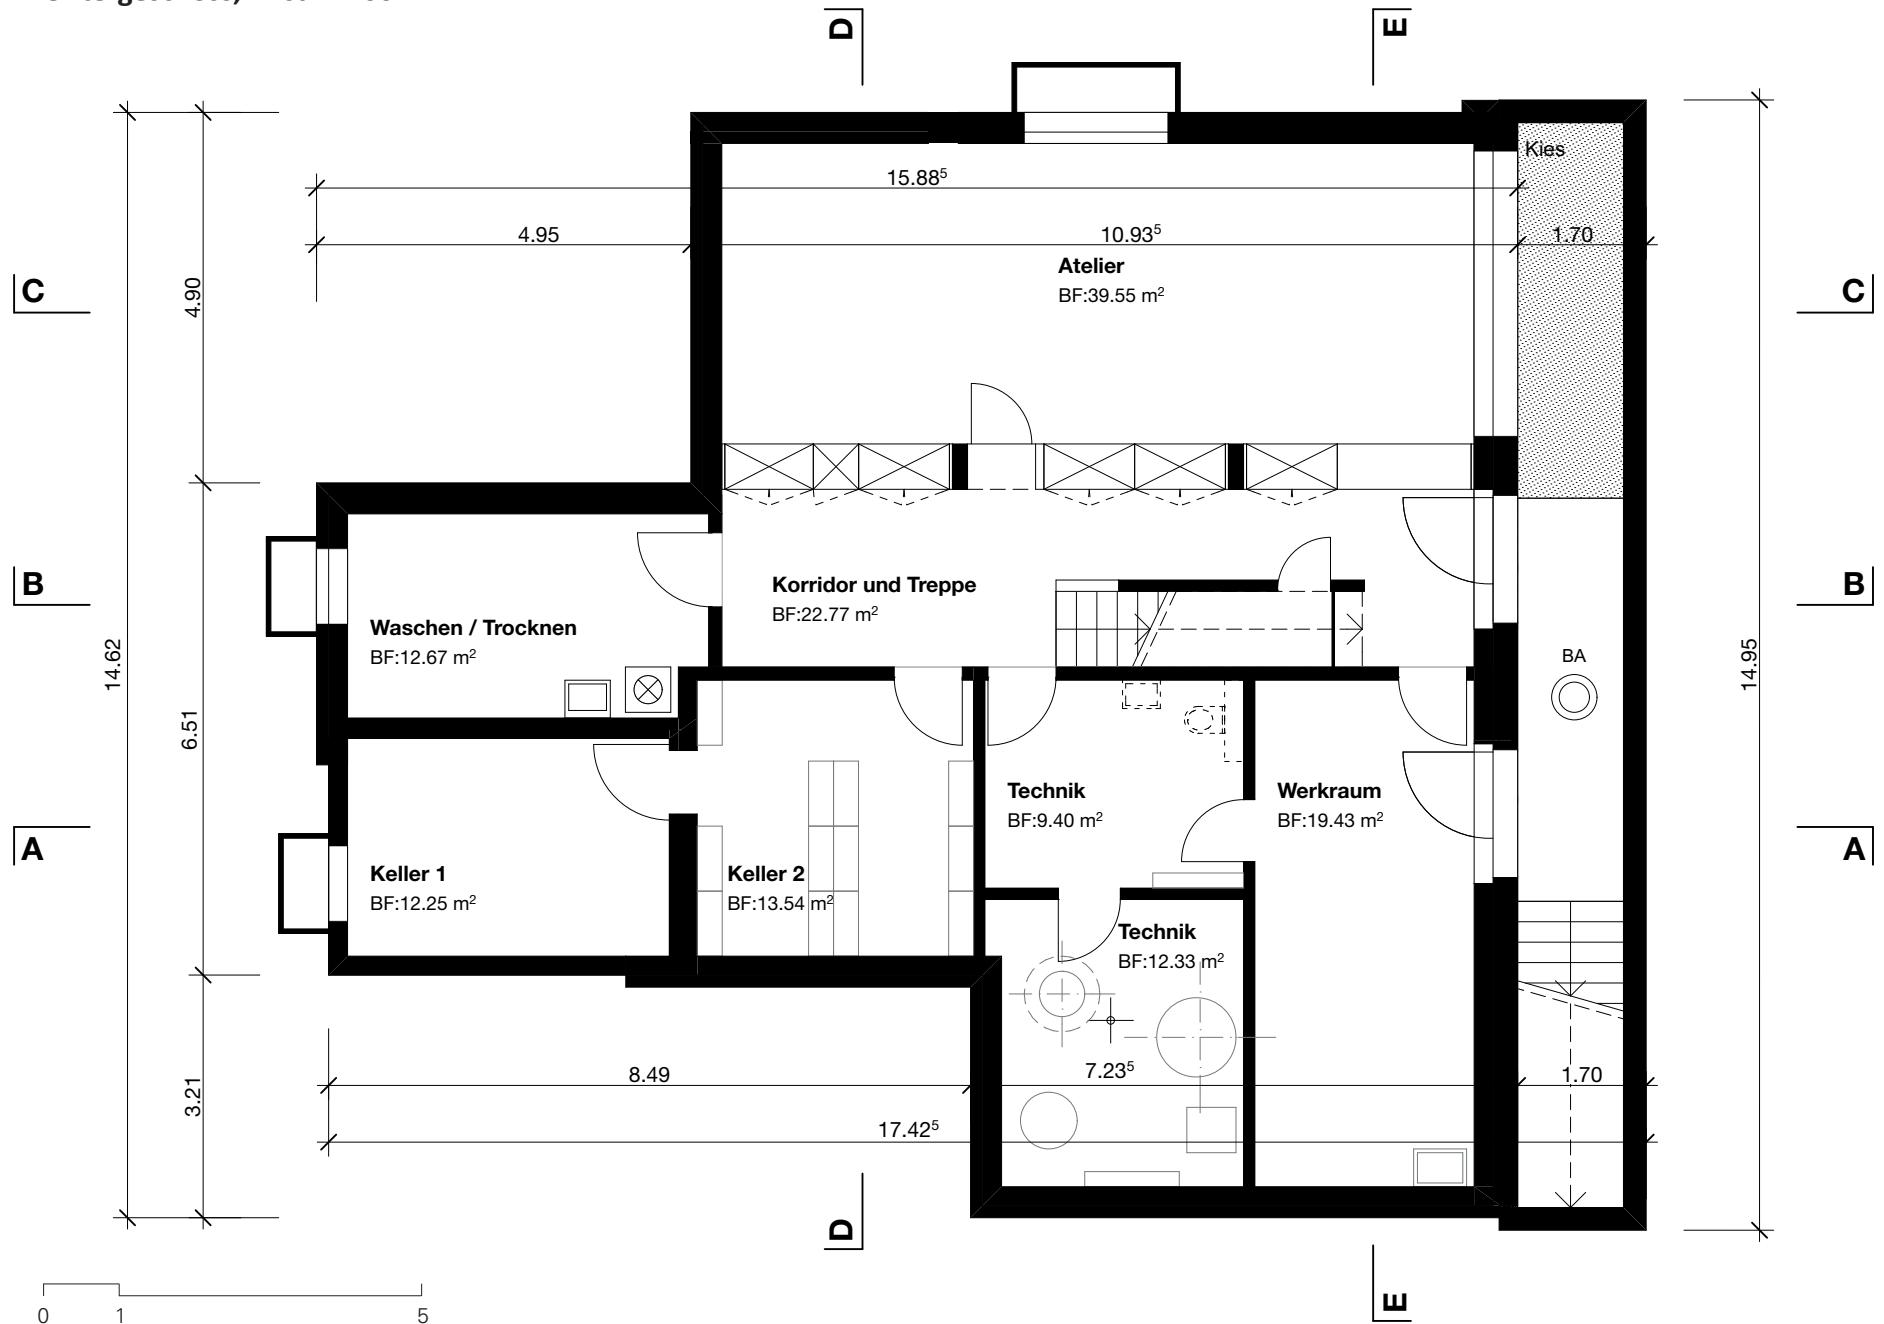 D
E
Kies
15.88⁵
4.95
10.93⁵
1.70
Atelier
BF:39.55 m²
C
C
4.90
B
B
Korridor und Treppe
BF:22.77 m²
Waschen / Trocknen
BF:12.67 m²
14.62
BA
14.95
6.51
Technik
BF:9.40 m²
Werkraum
BF:19.43 m²
A
A
Keller 1
BF:12.25 m²
Keller 2
BF:13.54 m²
Technik
BF:12.33 m²
3.21
8.49
7.23⁵
1.70
17.42⁵
D
E
0 1 5